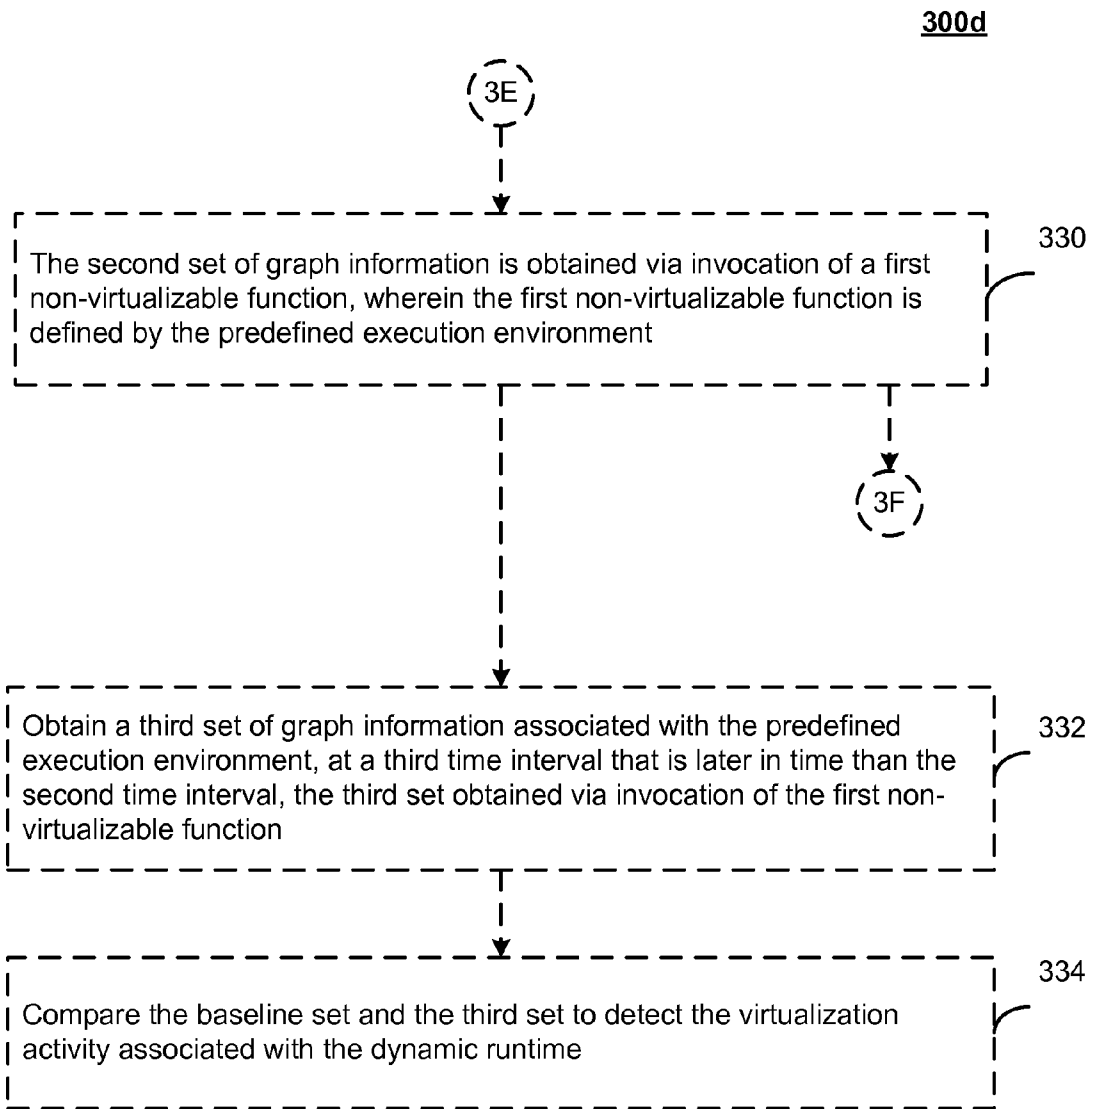 300d
3E
330
The second set of graph information is obtained via invocation of a first
non-virtualizable function, wherein the first non-virtualizable function is
defined by the predefined execution environment
3F
332
Obtain a third set of graph information associated with the predefined
execution environment, at a third time interval that is later in time than the
second time interval, the third set obtained via invocation of the first non-
virtualizable function
334
Compare the baseline set and the third set to detect the virtualization
activity associated with the dynamic runtime